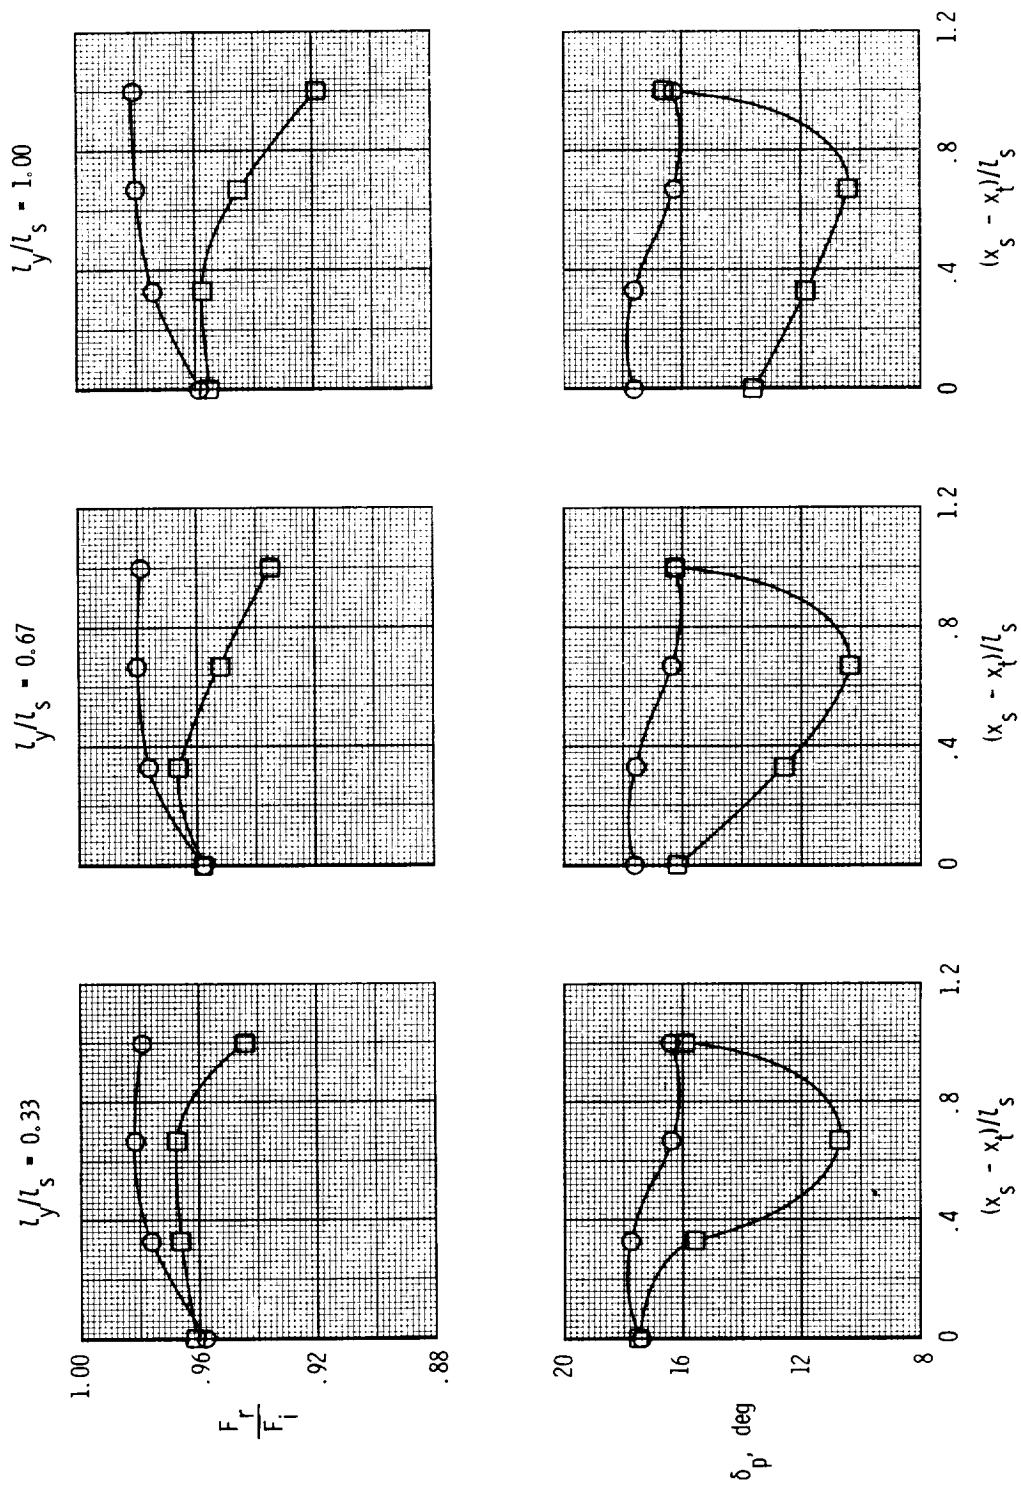 l_y/l_s = 0.33
l_y/l_s = 0.67
l_y/l_s = 1.00
1.00
.96
.92
.88
F_r
F_i
20
16
12
8
δ_p, deg
0
.4
.8
1.2
0
.4
.8
1.2
0
.4
.8
1.2
(x_s - x_t)/l_s
(x_s - x_t)/l_s
(x_s - x_t)/l_s